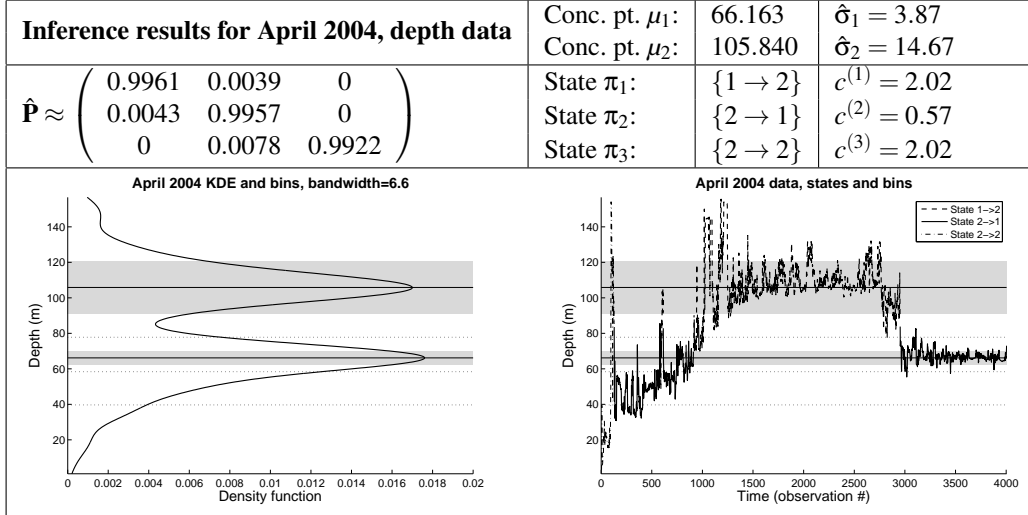 Inference results for April 2004, depth data
Conc. pt. μ₁: 66.163 σ̂₁ = 3.87
Conc. pt. μ₂: 105.840 σ̂₂ = 14.67
P̂ ≈ ( 0.9961 0.0039 0
0.0043 0.9957 0
0 0.0078 0.9922 )
State π₁: {1 → 2} c⁽¹⁾ = 2.02
State π₂: {2 → 1} c⁽²⁾ = 0.57
State π₃: {2 → 2} c⁽³⁾ = 2.02
April 2004 KDE and bins, bandwidth=6.6
Depth (m)
140
120
100
80
60
40
20
0 0.002 0.004 0.006 0.008 0.01 0.012 0.014 0.016 0.018 0.02
Density function
April 2004 data, states and bins
State 1->2
State 2->1
State 2->2
Depth (m)
140
120
100
80
60
40
20
0 500 1000 1500 2000 2500 3000 3500 4000
Time (observation #)